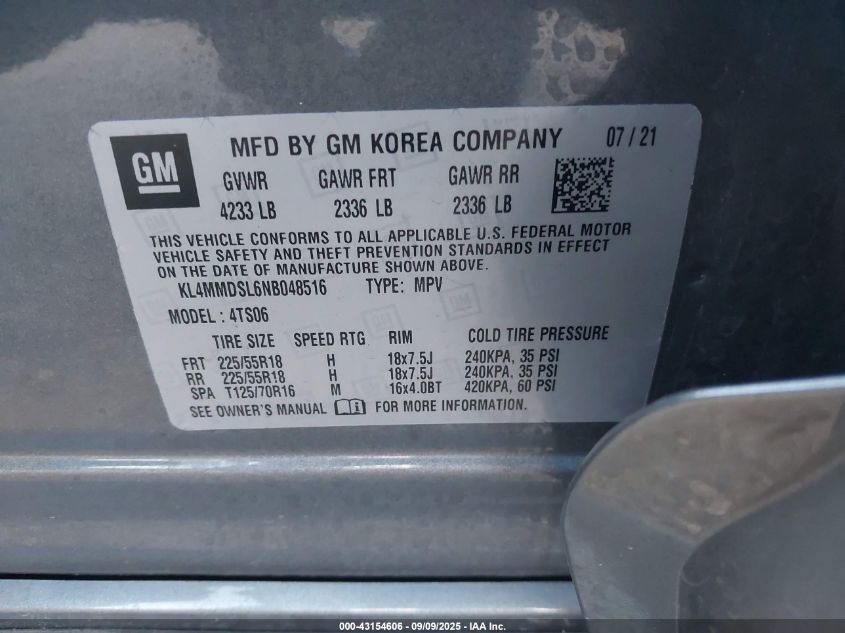 GM
MFD BY GM KOREA COMPANY 07 / 21
GVWR GAWR FRT GAWR RR
4233 LB 2336 LB 2336 LB
THIS VEHICLE CONFORMS TO ALL APPLICABLE U.S. FEDERAL MOTOR
VEHICLE SAFETY AND THEFT PREVENTION STANDARDS IN EFFECT
ON THE DATE OF MANUFACTURE SHOWN ABOVE.
KL4MMDSL6NB048516 TYPE: MPV
MODEL : 4TS06
TIRE SIZE SPEED RTG RIM COLD TIRE PRESSURE
FRT 225/55R18 H 18x7.5J 240KPA, 35 PSI
RR 225/55R18 H 18x7.5J 240KPA, 35 PSI
SPA T125/70R16 M 16x4.0BT 420KPA, 60 PSI
SEE OWNER'S MANUAL FOR MORE INFORMATION.
000-43154606 - 09/09/2025 - IAA Inc.